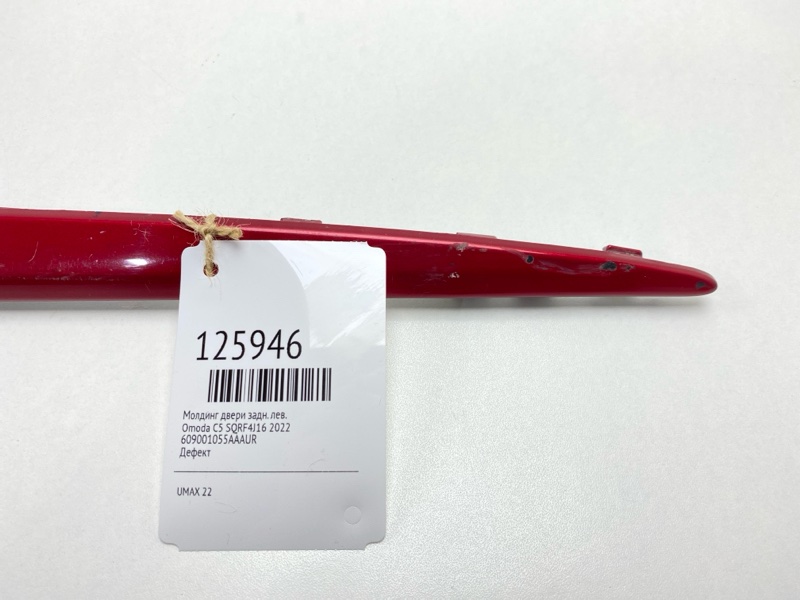 125946
Молдинг двери задн. лев.
Omoda C5 SQRF4J16 2022
609001055AAAUR
Дефект
UMAX 22